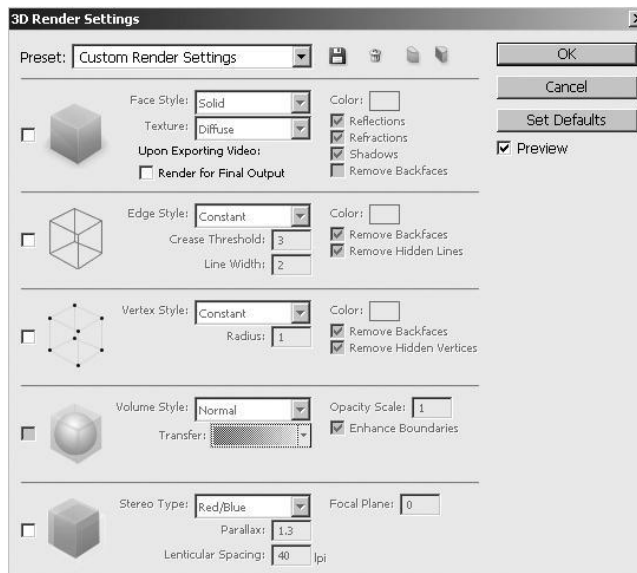 3D Render Settings
Preset: Custom Render Settings
OK
Cancel
Set Defaults
Preview
Face Style: Solid
Texture: Diffuse
Upon Exporting Video:
Render for Final Output
Color:
Reflections
Refractions
Shadows
Remove Backfaces
Edge Style: Constant
Crease Threshold: 3
Line Width: 2
Color:
Remove Backfaces
Remove Hidden Lines
Vertex Style: Constant
Radius: 1
Color:
Remove Backfaces
Remove Hidden Vertices
Volume Style: Normal
Transfer:
Opacity Scale: 1
Enhance Boundaries
Stereo Type: Red/Blue
Parallax: 1.3
Lenticular Spacing: 40 lpi
Focal Plane: 0